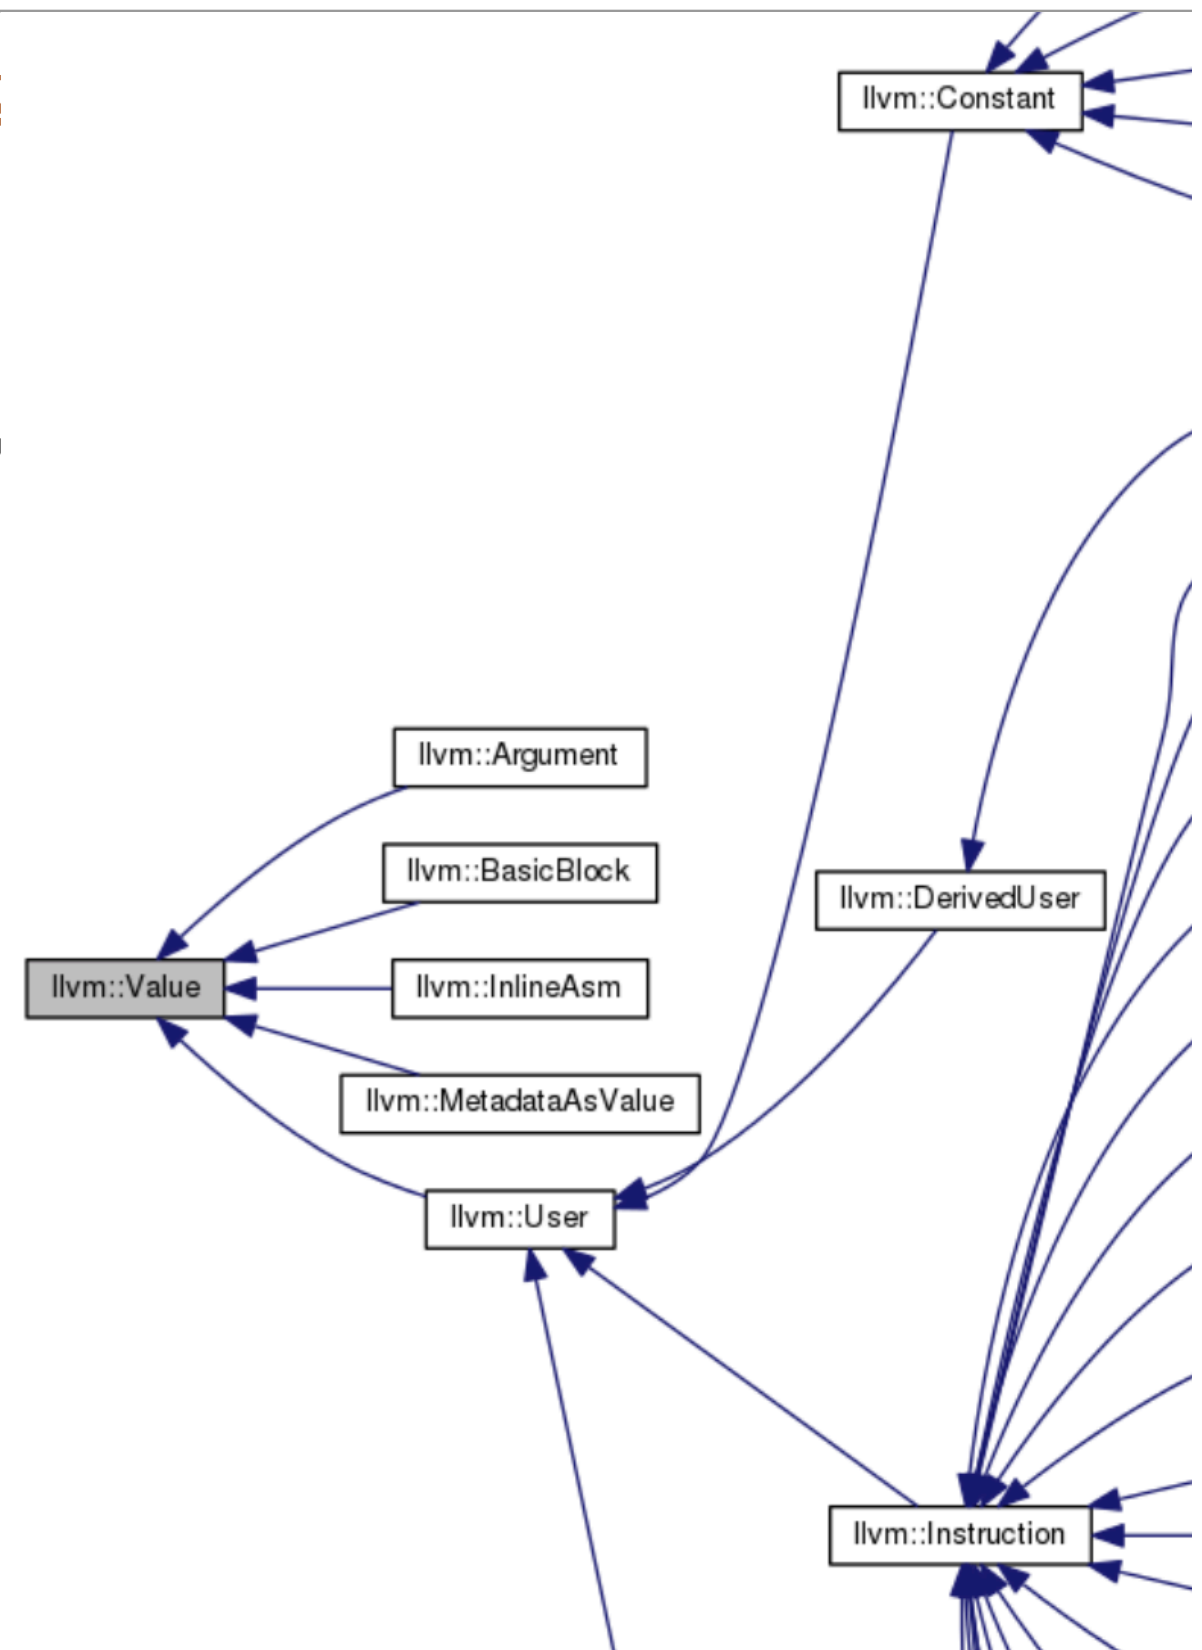 llvm::Constant
llvm::Argument
llvm::BasicBlock
llvm::DerivedUser
llvm::Value
llvm::InlineAsm
llvm::MetadataAsValue
llvm::User
llvm::Instruction